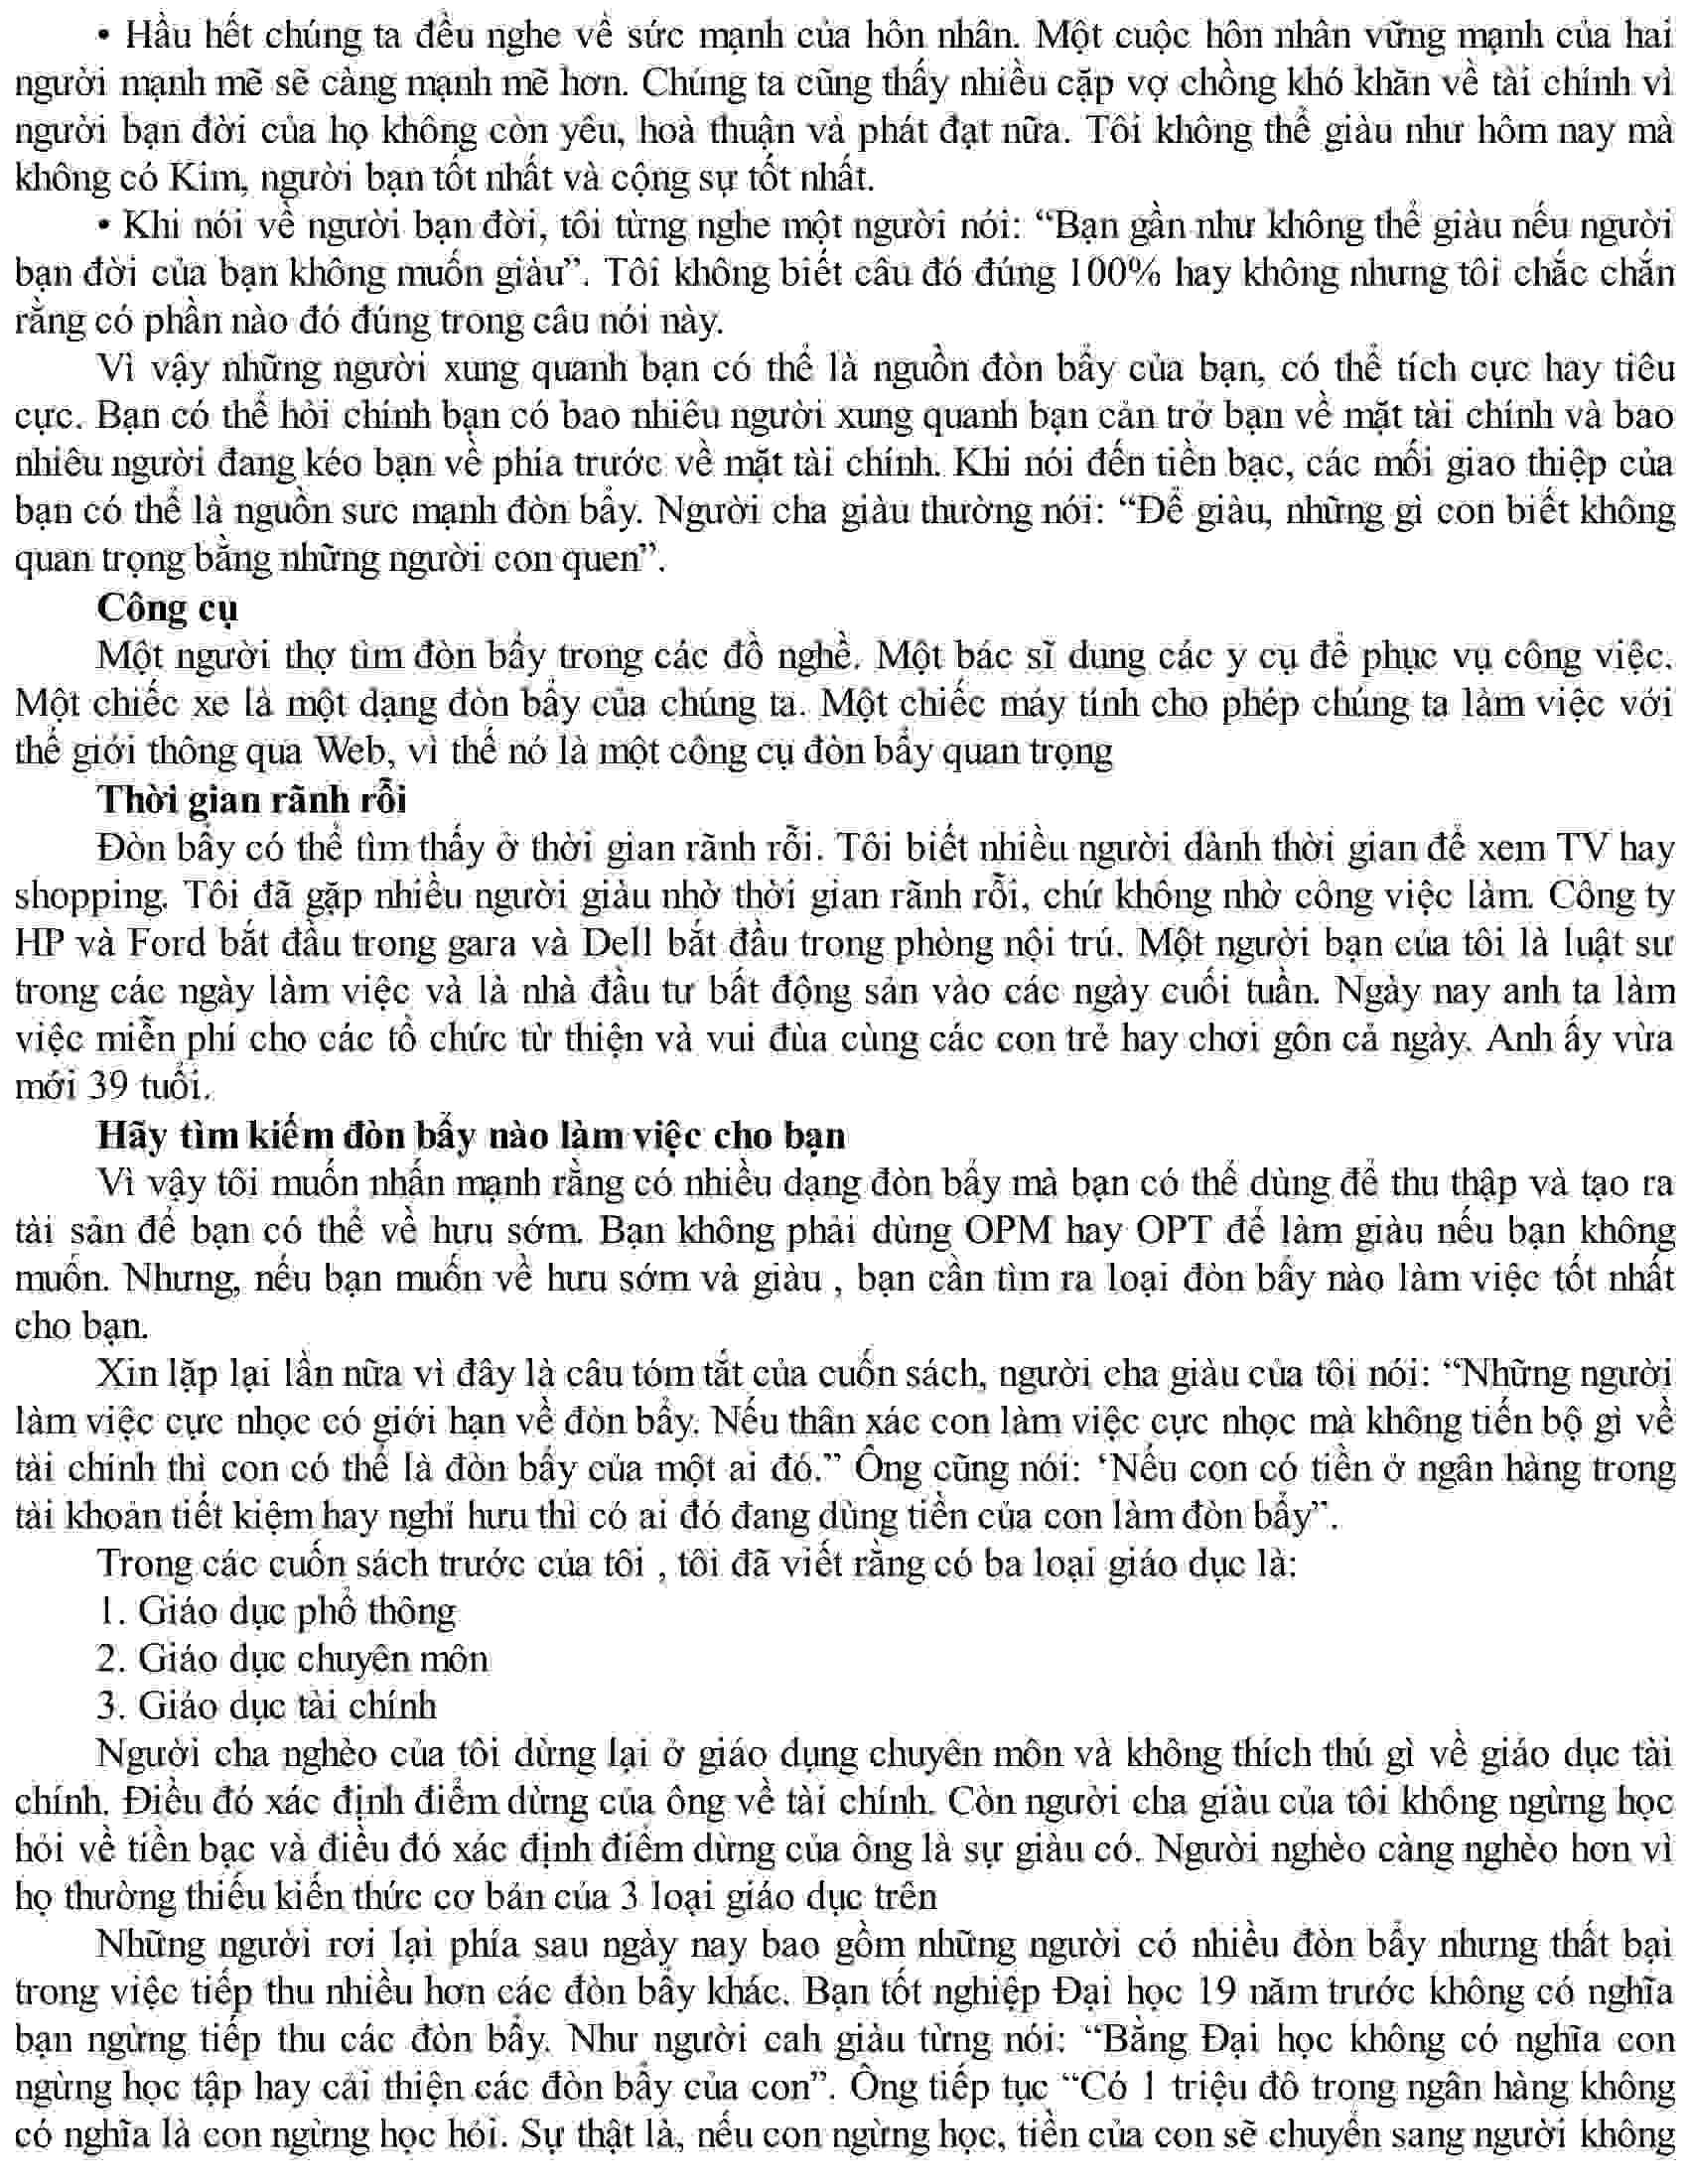 • Hầu hết chúng ta đều nghe về sức mạnh của hôn nhân. Một cuộc hôn nhân vững mạnh của hai
người mạnh mẽ sẽ càng mạnh mẽ hơn. Chúng ta cũng thấy nhiều cặp vợ chồng khó khăn về tài chính vì
người bạn đời của họ không còn yêu, hoà thuận và phát đạt nữa. Tôi không thể giàu như hôm nay mà
không có Kim, người bạn tốt nhất và cộng sự tốt nhất.
• Khi nói về người bạn đời, tôi từng nghe một người nói: “Bạn gần như không thể giàu nếu người
bạn đời của bạn không muốn giàu”. Tôi không biết câu đó đúng 100% hay không nhưng tôi chắc chắn
rằng có phần nào đó đúng trong câu nói này.
Vì vậy những người xung quanh bạn có thể là nguồn đòn bẩy của bạn, có thể tích cực hay tiêu
cực. Bạn có thể hỏi chính bạn có bao nhiêu người xung quanh bạn cản trở bạn về mặt tài chính và bao
nhiêu người đang kéo bạn về phía trước về mặt tài chính. Khi nói đến tiền bạc, các mối giao thiệp của
bạn có thể là nguồn sưc mạnh đòn bẩy. Người cha giàu thường nói: “Để giàu, những gì con biết không
quan trọng bằng những người con quen”.
Công cụ
Một người thợ tìm đòn bẩy trong các đồ nghề. Một bác sĩ dung các y cụ để phục vụ công việc.
Một chiếc xe là một dạng đòn bẩy của chúng ta. Một chiếc máy tính cho phép chúng ta làm việc với
thế giới thông qua Web, vì thế nó là một công cụ đòn bẩy quan trọng
Thời gian rãnh rỗi
Đòn bẩy có thể tìm thấy ở thời gian rãnh rỗi. Tôi biết nhiều người dành thời gian để xem TV hay
shopping. Tôi đã gặp nhiều người giàu nhờ thời gian rãnh rỗi, chứ không nhờ công việc làm. Công ty
HP và Ford bắt đầu trong gara và Dell bắt đầu trong phòng nội trú. Một người bạn của tôi là luật sư
trong các ngày làm việc và là nhà đầu tư bất động sản vào các ngày cuối tuần. Ngày nay anh ta làm
việc miễn phí cho các tổ chức từ thiện và vui đùa cùng các con trẻ hay chơi gôn cả ngày. Anh ấy vừa
mới 39 tuổi.
Hãy tìm kiếm đòn bẩy nào làm việc cho bạn
Vì vậy tôi muốn nhấn mạnh rằng có nhiều dạng đòn bẩy mà bạn có thể dùng để thu thập và tạo ra
tài sản để bạn có thể về hưu sớm. Bạn không phải dùng OPM hay OPT để làm giàu nếu bạn không
muốn. Nhưng, nếu bạn muốn về hưu sớm và giàu , bạn cần tìm ra loại đòn bẩy nào làm việc tốt nhất
cho bạn.
Xin lặp lại lần nữa vì đây là câu tóm tắt của cuốn sách, người cha giàu của tôi nói: “Những người
làm việc cực nhọc có giới hạn về đòn bẩy. Nếu thân xác con làm việc cực nhọc mà không tiến bộ gì về
tài chính thì con có thể là đòn bẩy của một ai đó.” Ông cũng nói: ‘Nếu con có tiền ở ngân hàng trong
tài khoản tiết kiệm hay nghỉ hưu thì có ai đó đang dùng tiền của con làm đòn bẩy”.
Trong các cuốn sách trước của tôi , tôi đã viết rằng có ba loại giáo dục là:
1. Giáo dục phổ thông
2. Giáo dục chuyên môn
3. Giáo dục tài chính
Người cha nghèo của tôi dừng lại ở giáo dụng chuyên môn và không thích thú gì về giáo dục tài
chính. Điều đó xác định điểm dừng của ông về tài chính. Còn người cha giàu của tôi không ngừng học
hỏi về tiền bạc và điều đó xác định điểm dừng của ông là sự giàu có. Người nghèo càng nghèo hơn vì
họ thường thiếu kiến thức cơ bản của 3 loại giáo dục trên
Những người rơi lại phía sau ngày nay bao gồm những người có nhiều đòn bẩy nhưng thất bại
trong việc tiếp thu nhiều hơn các đòn bẩy khác. Bạn tốt nghiệp Đại học 19 năm trước không có nghĩa
bạn ngừng tiếp thu các đòn bẩy. Như người cah giàu từng nói: “Bằng Đại học không có nghĩa con
ngừng học tập hay cải thiện các đòn bẩy của con”. Ông tiếp tục “Có 1 triệu đô trong ngân hàng không
có nghĩa là con ngừng học hỏi. Sự thật là, nếu con ngừng học, tiền của con sẽ chuyển sang người không